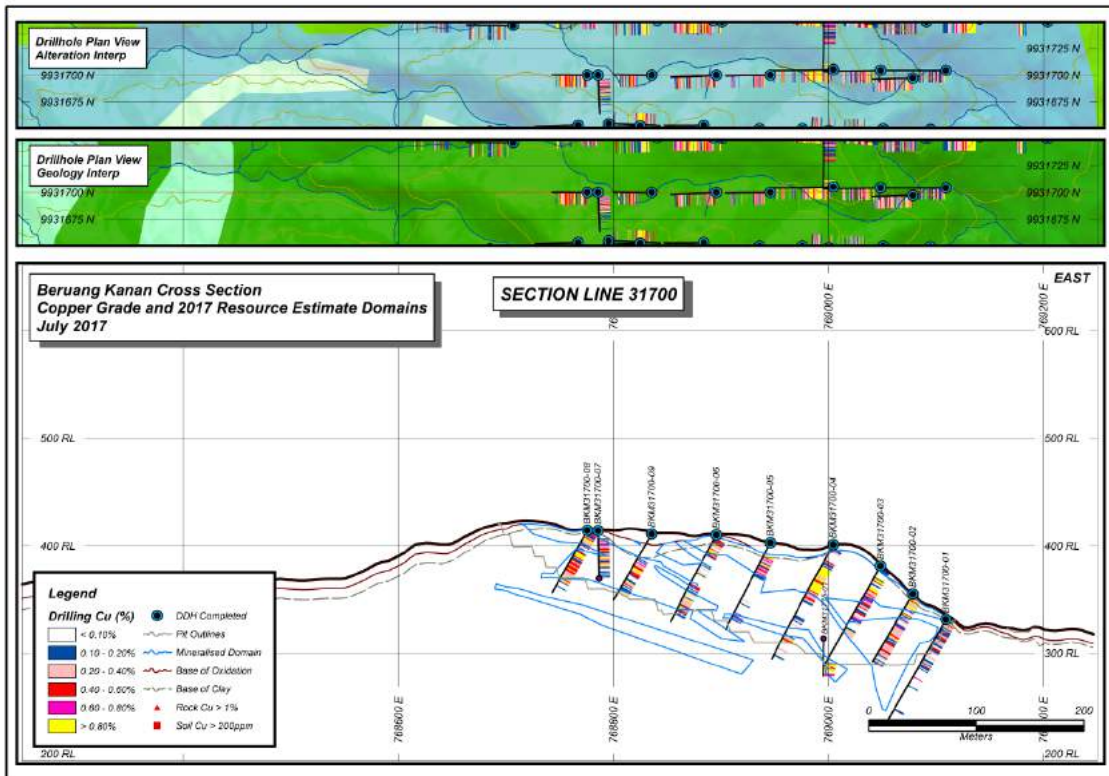 Drillhole Plan View
Alteration Interp
9931725 N
9931700 N
9931700 N
9931675 N
9931675 N
Drillhole Plan View
Geology Interp
9931725 N
9931700 N
9931700 N
9931675 N
9931675 N
Beruang Kanan Cross Section
Copper Grade and 2017 Resource Estimate Domains
July 2017
SECTION LINE 31700
EAST
769000 E
769200 E
600 RL
500 RL
500 RL
400 RL
400 RL
300 RL
200 RL
200 RL
BKM31700-08
BKM31700-07
BKM31700-09
BKM31700-06
BKM31700-05
BKM31700-04
BKM31700-03
BKM31700-02
BKM31700-01
Legend
Drilling Cu (%)
< 0.10%
0.10 - 0.20%
0.20 - 0.40%
0.40 - 0.60%
0.60 - 0.80%
> 0.80%
DDH Completed
Pit Outlines
Mineralised Domain
Base of Oxidation
Base of Clay
Rock Cu > 1%
Soil Cu > 200ppm
768600 E
768800 E
769000 E
0
100
200
Meters